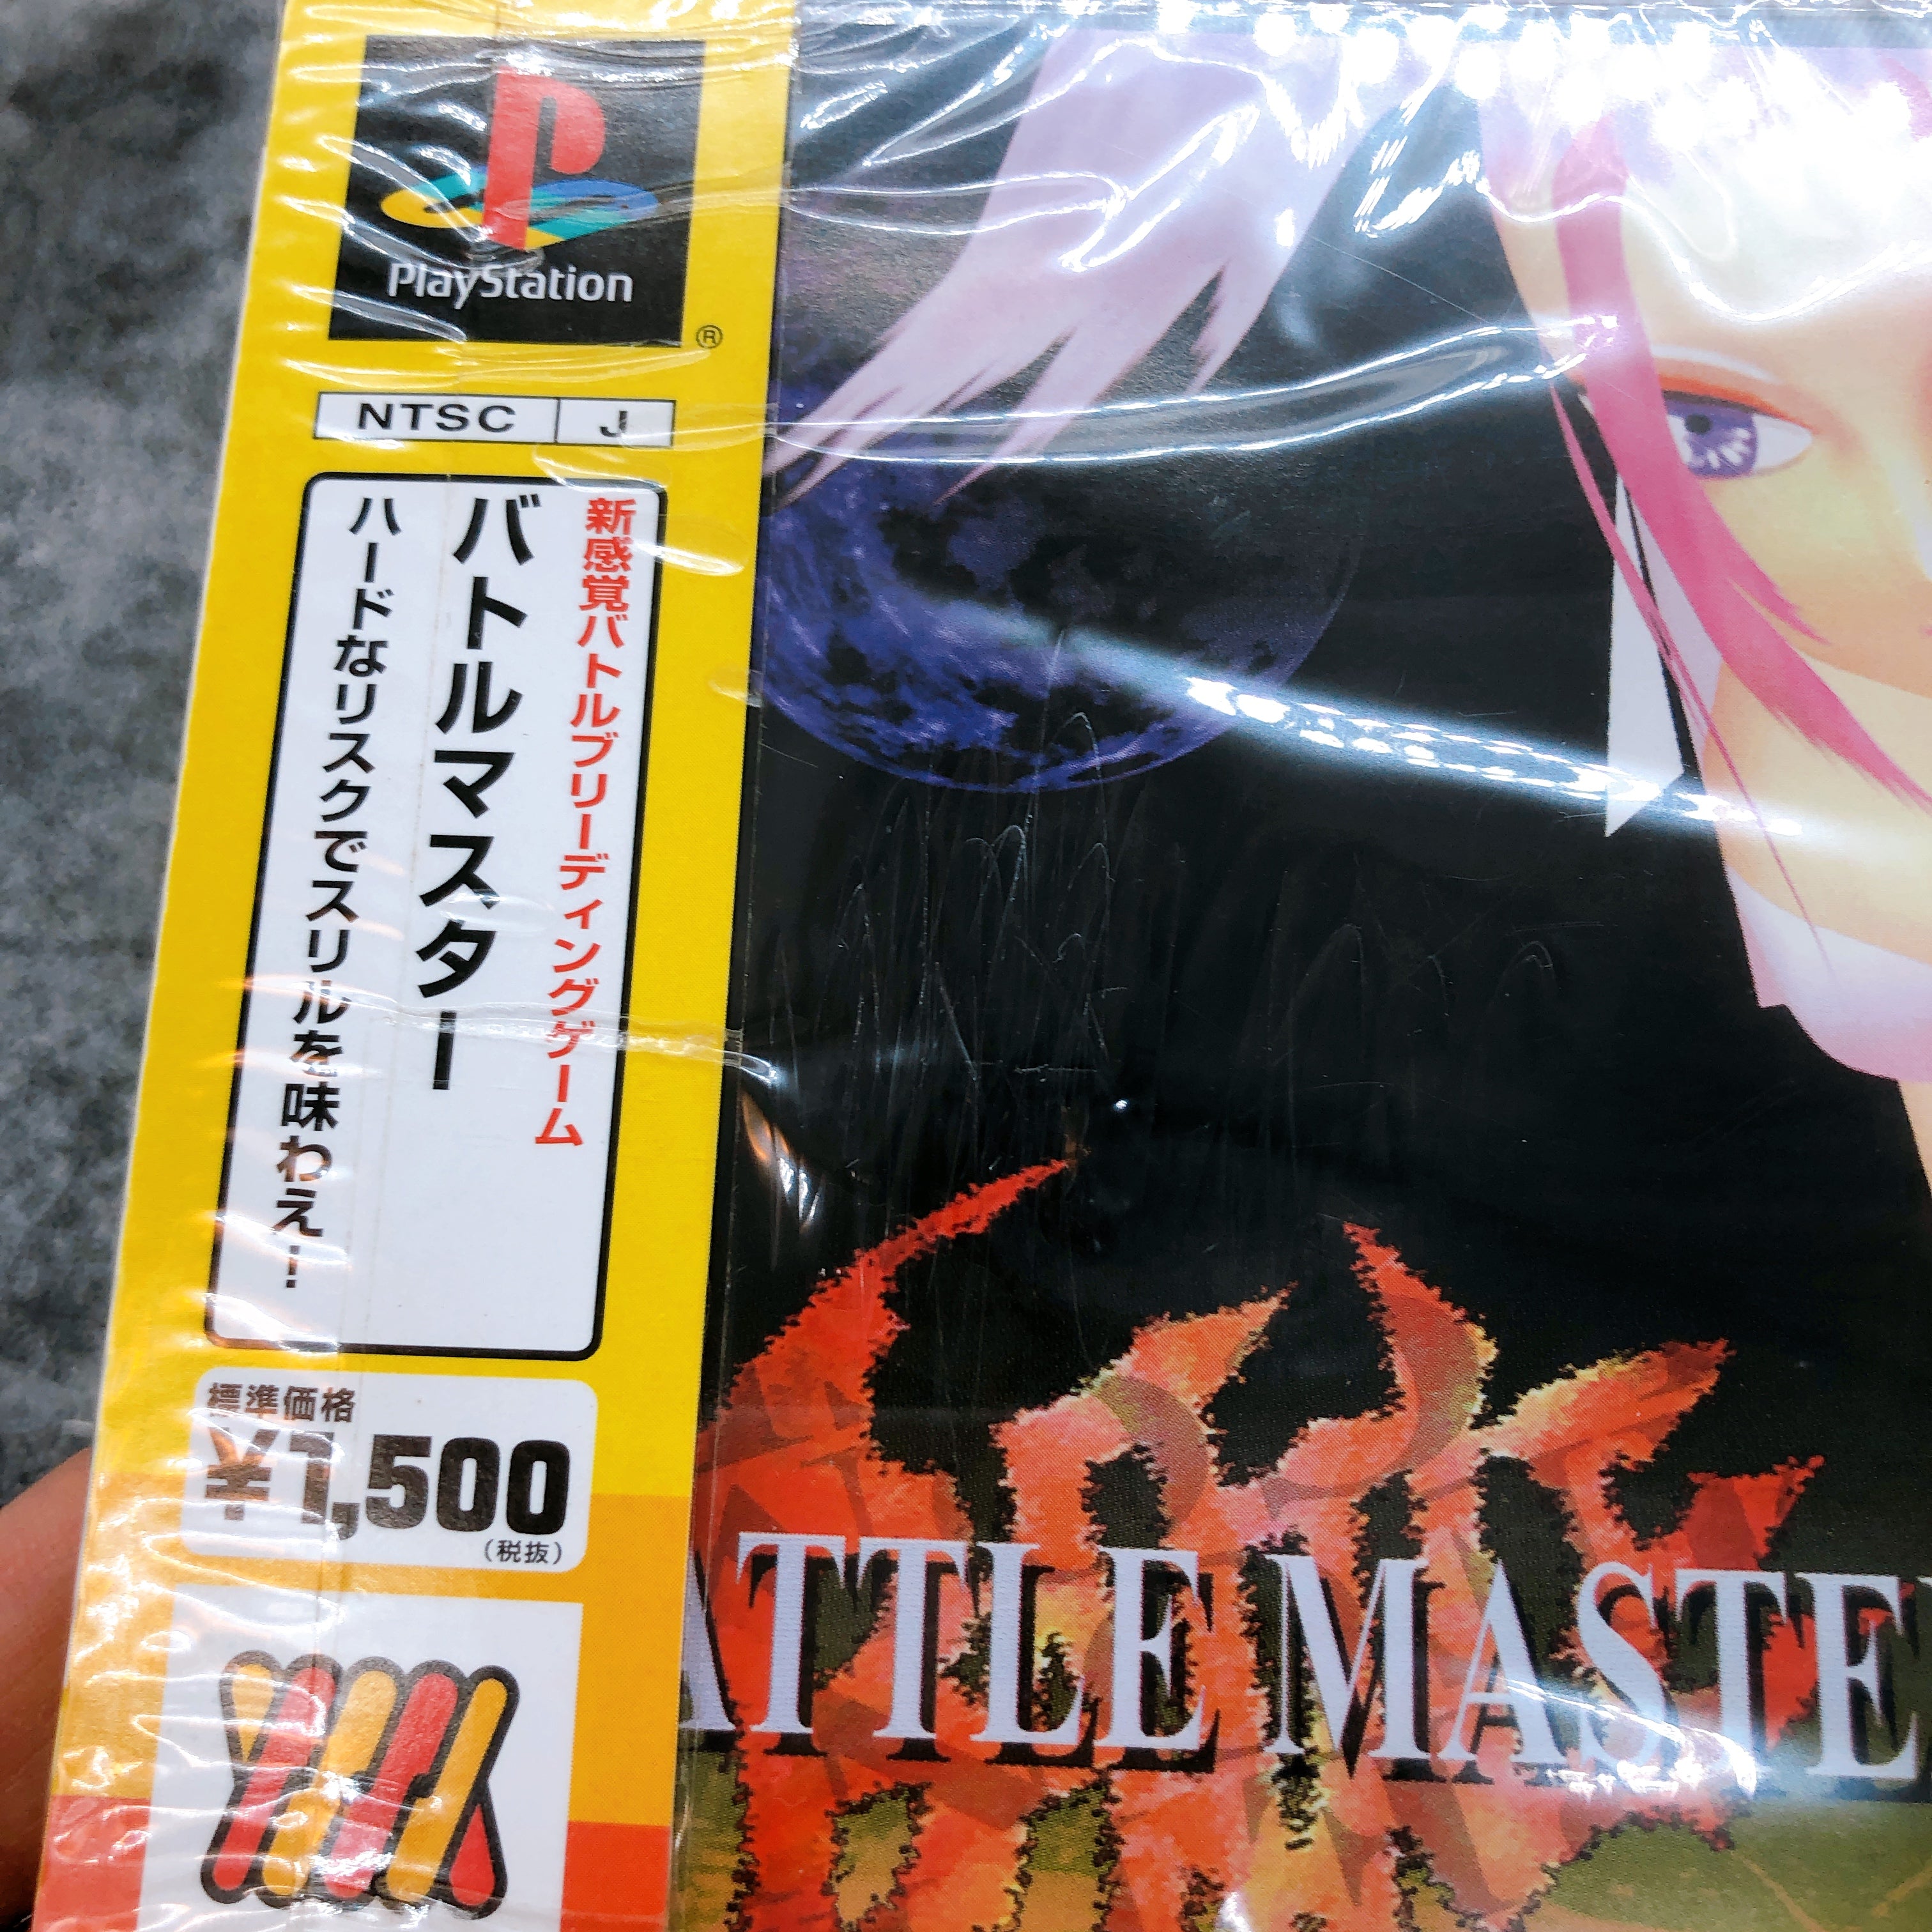 PlayStation
®
NTSC J
新感覚バトルブリーディングゲーム
バトルマスター
ハードなリスクでスリルを味わえ!
標準価格
¥1,500
(税抜)
ATTLE MASTE